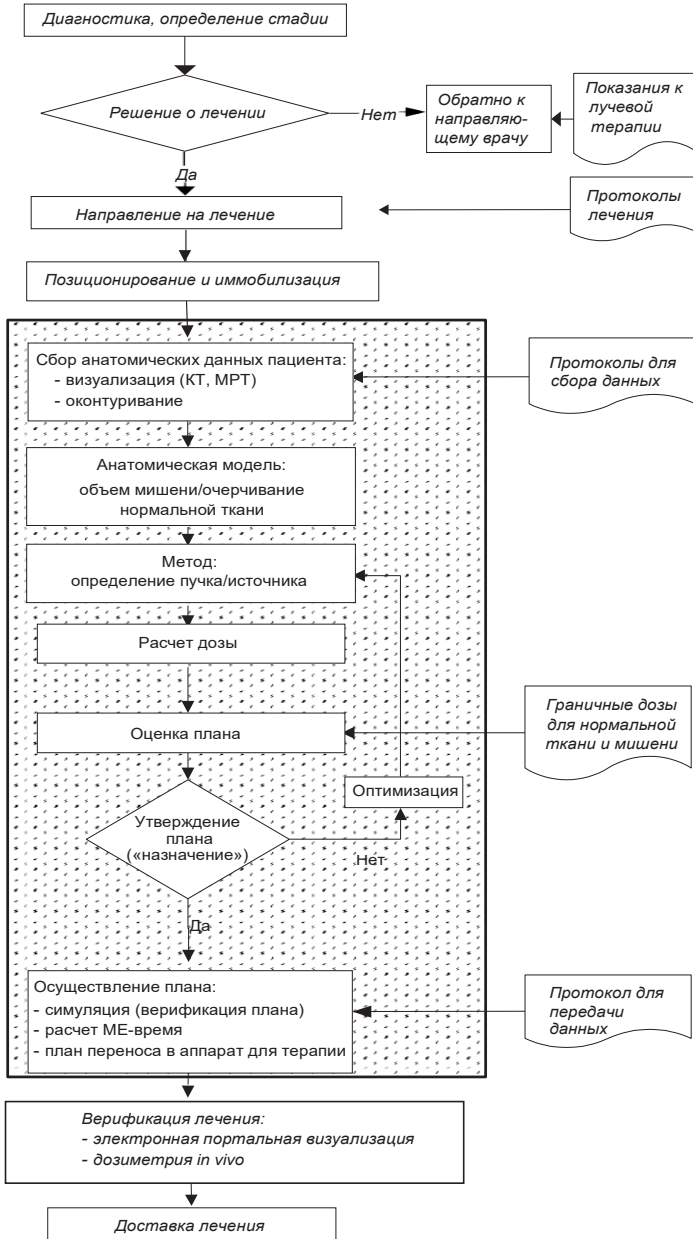 Диагностика, определение стадии
Решение о лечении
Нет
Обратно к
направляю-
щему врачу
Показания к
лучевой
терапии
Да
Направление на лечение
Протоколы
лечения
Позиционирование и иммобилизация
Сбор анатомических данных пациента:
- визуализация (КТ, МРТ)
- оконтуривание
Протоколы для
сбора данных
Анатомическая модель:
объем мишени/очерчивание
нормальной ткани
Метод:
определение пучка/источника
Расчет дозы
Оценка плана
Граничные дозы
для нормальной
ткани и мишени
Оптимизация
Утверждение
плана
(«назначение»)
Нет
Да
Осуществление плана:
- симуляция (верификация плана)
- расчет МЕ-время
- план переноса в аппарат для терапии
Протокол для
передачи
данных
Верификация лечения:
- электронная портальная визуализация
- дозиметрия in vivo
Доставка лечения